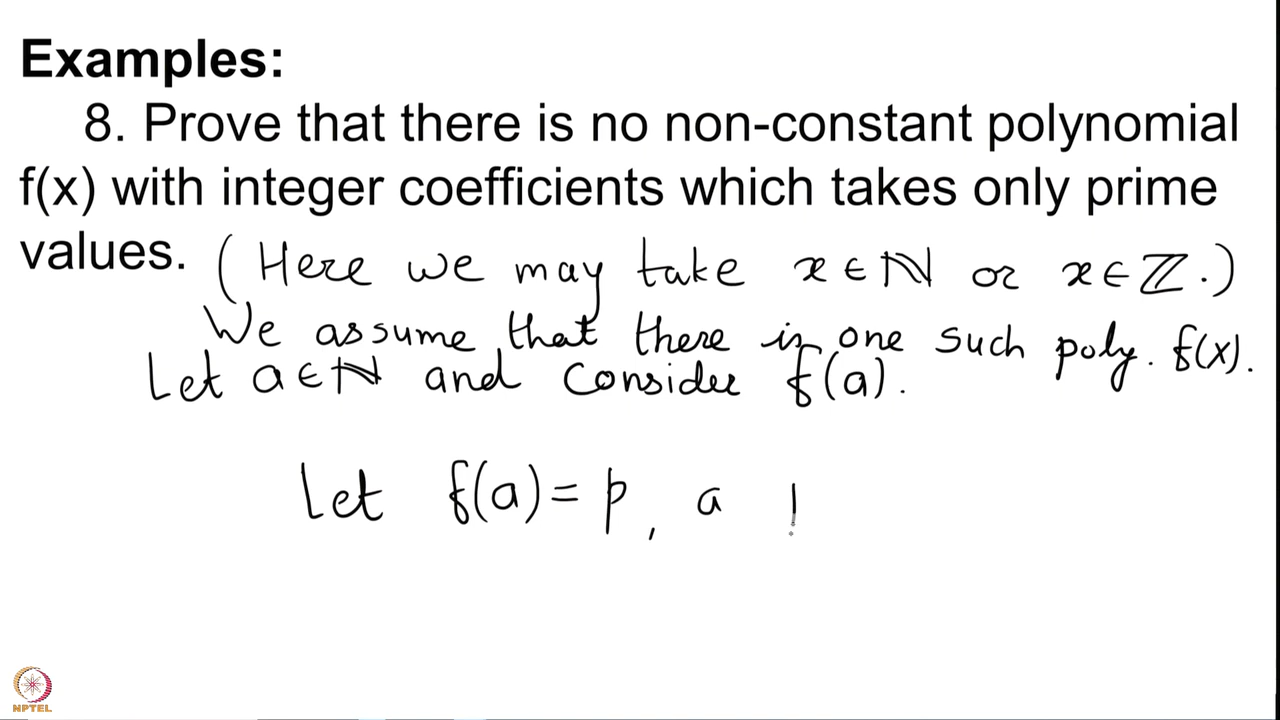 Examples:
8. Prove that there is no non-constant polynomial
f(x) with integer coefficients which takes only prime
values. (Here we may take x ∈ ℕ or x ∈ ℤ.)
We assume that there is one such poly. f(x).
Let a ∈ ℕ and consider f(a).
Let f(a) = p, a
NPTEL